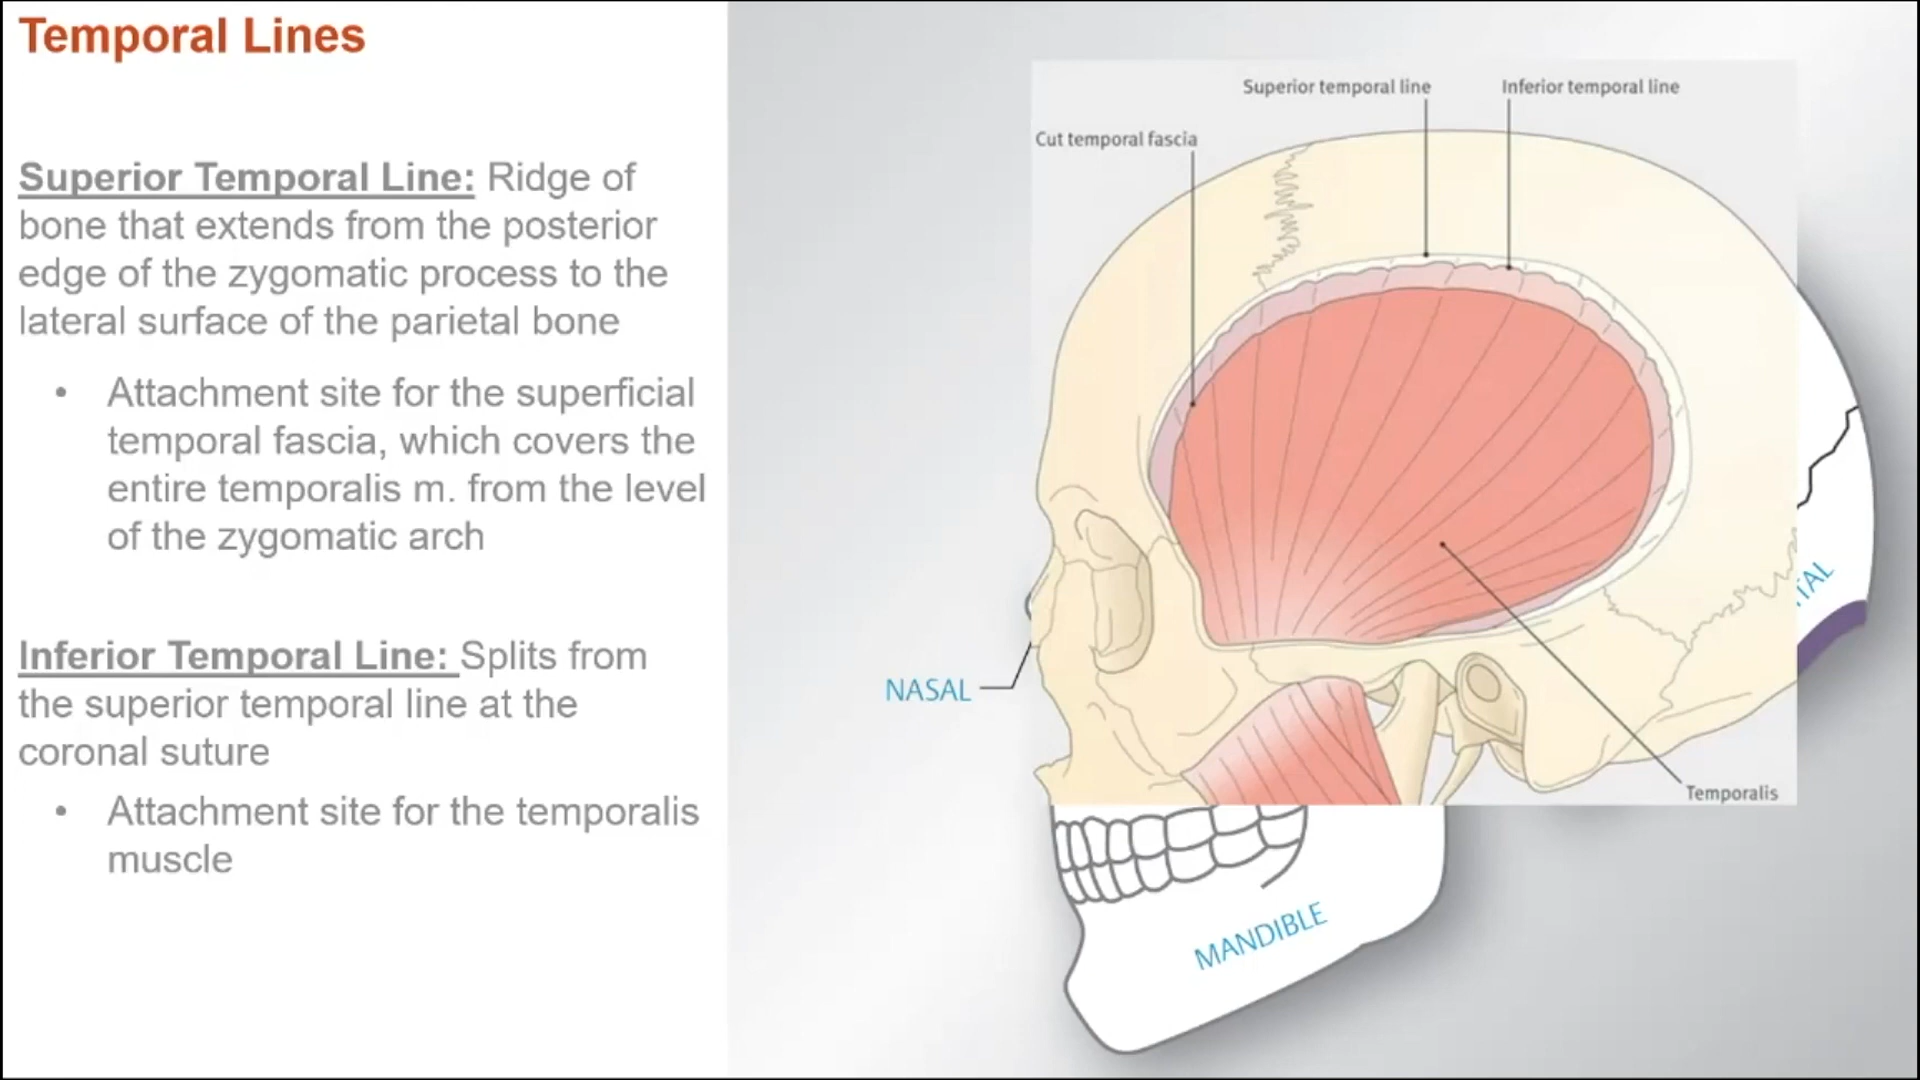 Temporal Lines
Superior Temporal Line: Ridge of
bone that extends from the posterior
edge of the zygomatic process to the
lateral surface of the parietal bone
• Attachment site for the superficial
temporal fascia, which covers the
entire temporalis m. from the level
of the zygomatic arch
Inferior Temporal Line: Splits from
the superior temporal line at the
coronal suture
• Attachment site for the temporalis
muscle
Superior temporal line
Inferior temporal line
Cut temporal fascia
NASAL
TAL
Temporalis
MANDIBLE